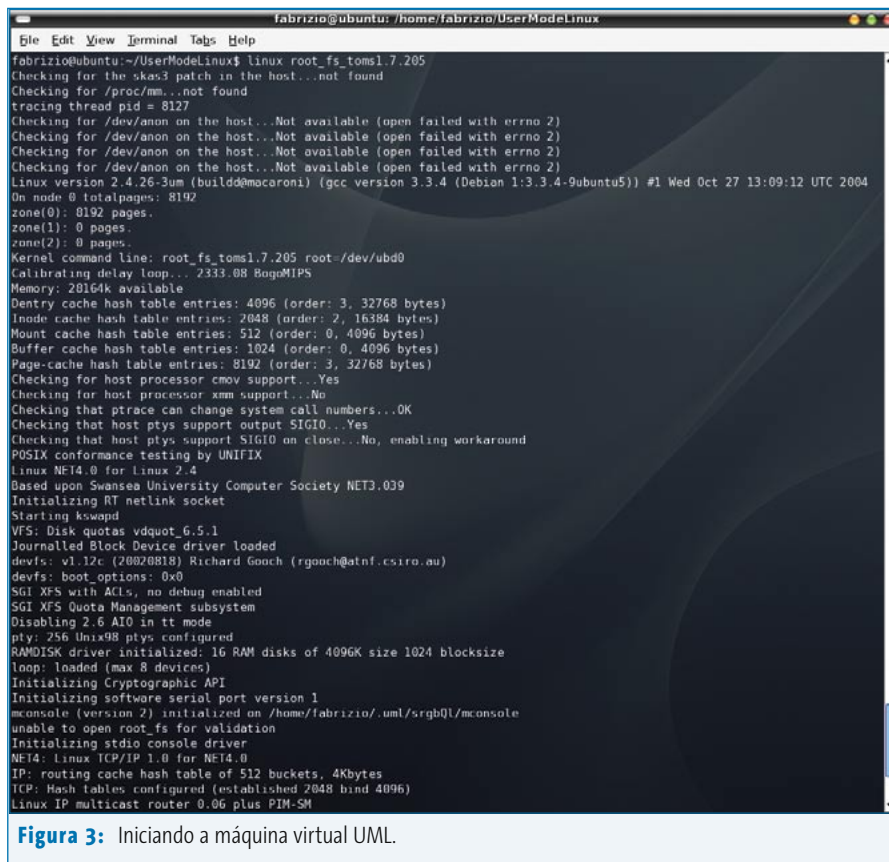 fabrizio@ubuntu: /home/fabrizio/UserModeLinux
File Edit View Terminal Tabs Help
fabrizio@ubuntu:~/UserModeLinux$ linux root_fs_toms1.7.205
Checking for the skas3 patch in the host...not found
Checking for /proc/mm...not found
tracing thread pid = 8127
Checking for /dev/anon on the host...Not available (open failed with errno 2)
Checking for /dev/anon on the host...Not available (open failed with errno 2)
Checking for /dev/anon on the host...Not available (open failed with errno 2)
Checking for /dev/anon on the host...Not available (open failed with errno 2)
Linux version 2.4.26-3um (buildd@macaroni) (gcc version 3.3.4 (Debian 1:3.3.4-9ubuntu5)) #1 Wed Oct 27 13:09:12 UTC 2004
On node 0 totalpages: 8192
zone(0): 8192 pages.
zone(1): 0 pages.
zone(2): 0 pages.
Kernel command line: root_fs_toms1.7.205 root=/dev/ubd0
Calibrating delay loop... 2333.08 BogoMIPS
Memory: 28164k available
Dentry cache hash table entries: 4096 (order: 3, 32768 bytes)
Inode cache hash table entries: 2048 (order: 2, 16384 bytes)
Mount cache hash table entries: 512 (order: 0, 4096 bytes)
Buffer cache hash table entries: 1024 (order: 0, 4096 bytes)
Page-cache hash table entries: 8192 (order: 3, 32768 bytes)
Checking for host processor cmov support...Yes
Checking for host processor xmm support...No
Checking that ptrace can change system call numbers...OK
Checking that host ptys support output SIGIO...Yes
Checking that host ptys support SIGIO on close...No, enabling workaround
POSIX conformance testing by UNIFIX
Linux NET4.0 for Linux 2.4
Based upon Swansea University Computer Society NET3.039
Initializing RT netlink socket
Starting kswapd
VFS: Disk quotas vdquot_6.5.1
Journalled Block Device driver loaded
devfs: v1.12c (20020818) Richard Gooch (rgooch@atnf.csiro.au)
devfs: boot_options: 0x0
SGI XFS with ACLs, no debug enabled
SGI XFS Quota Management subsystem
Disabling 2.6 AIO in tt mode
pty: 256 Unix98 ptys configured
RAMDISK driver initialized: 16 RAM disks of 4096K size 1024 blocksize
loop: loaded (max 8 devices)
Initializing Cryptographic API
Initializing software serial port version 1
mconsole (version 2) initialized on /home/fabrizio/.uml/srgbQl/mconsole
unable to open root_fs for validation
Initializing stdio console driver
NET4: Linux TCP/IP 1.0 for NET4.0
IP: routing cache hash table of 512 buckets, 4Kbytes
TCP: Hash tables configured (established 2048 bind 4096)
Linux IP multicast router 0.06 plus PIM-SM
Figura 3: Iniciando a máquina virtual UML.